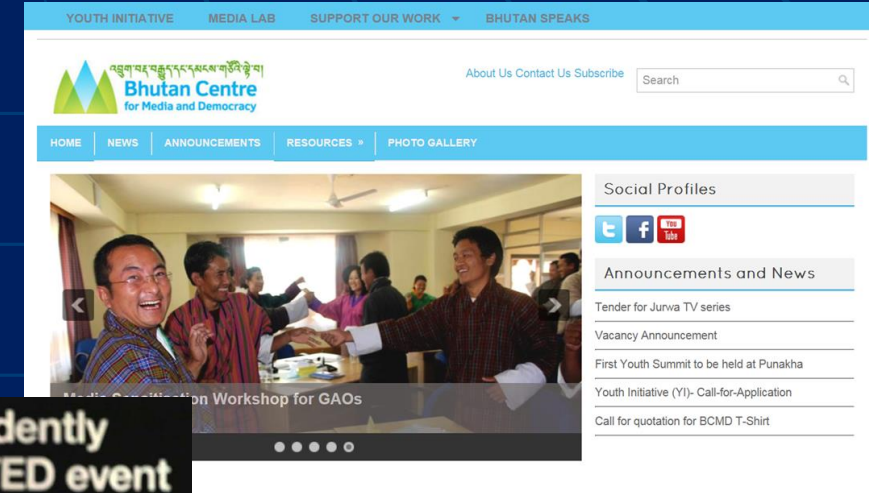 YOUTH INITIATIVE MEDIA LAB SUPPORT OUR WORK BHUTAN SPEAKS
Bhutan Centre
for Media and Democracy
About Us Contact Us Subscribe
Search
HOME NEWS ANNOUNCEMENTS RESOURCES » PHOTO GALLERY
Social Profiles
You
Tube
Announcements and News
Tender for Jurwa TV series
Vacancy Announcement
First Youth Summit to be held at Punakha
Youth Initiative (YI)- Call-for-Application
Call for quotation for BCMD T-Shirt
Workshop for GAOs
event